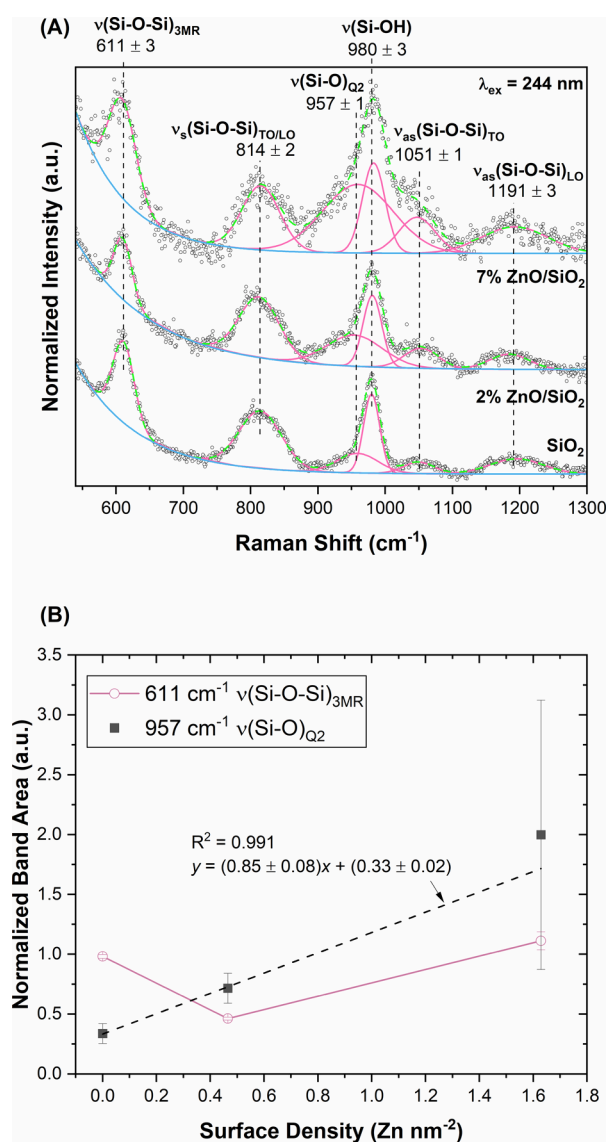 (A)
ν(Si-O-Si)3MR
611 ± 3
ν(Si-OH)
980 ± 3
ν(Si-O)Q2
957 ± 1
λex = 244 nm
νs(Si-O-Si)TO/LO
814 ± 2
νas(Si-O-Si)TO
1051 ± 1
νas(Si-O-Si)LO
1191 ± 3
7% ZnO/SiO2
2% ZnO/SiO2
SiO2
Normalized Intensity (a.u.)
600 700 800 900 1000 1100 1200 1300
Raman Shift (cm-1)
(B)
3.5
3.0
2.5
2.0
1.5
1.0
0.5
0.0
Normalized Band Area (a.u.)
611 cm-1 ν(Si-O-Si)3MR
957 cm-1 ν(Si-O)Q2
R2 = 0.991
y = (0.85 ± 0.08)x + (0.33 ± 0.02)
0.0 0.2 0.4 0.6 0.8 1.0 1.2 1.4 1.6 1.8
Surface Density (Zn nm-2)